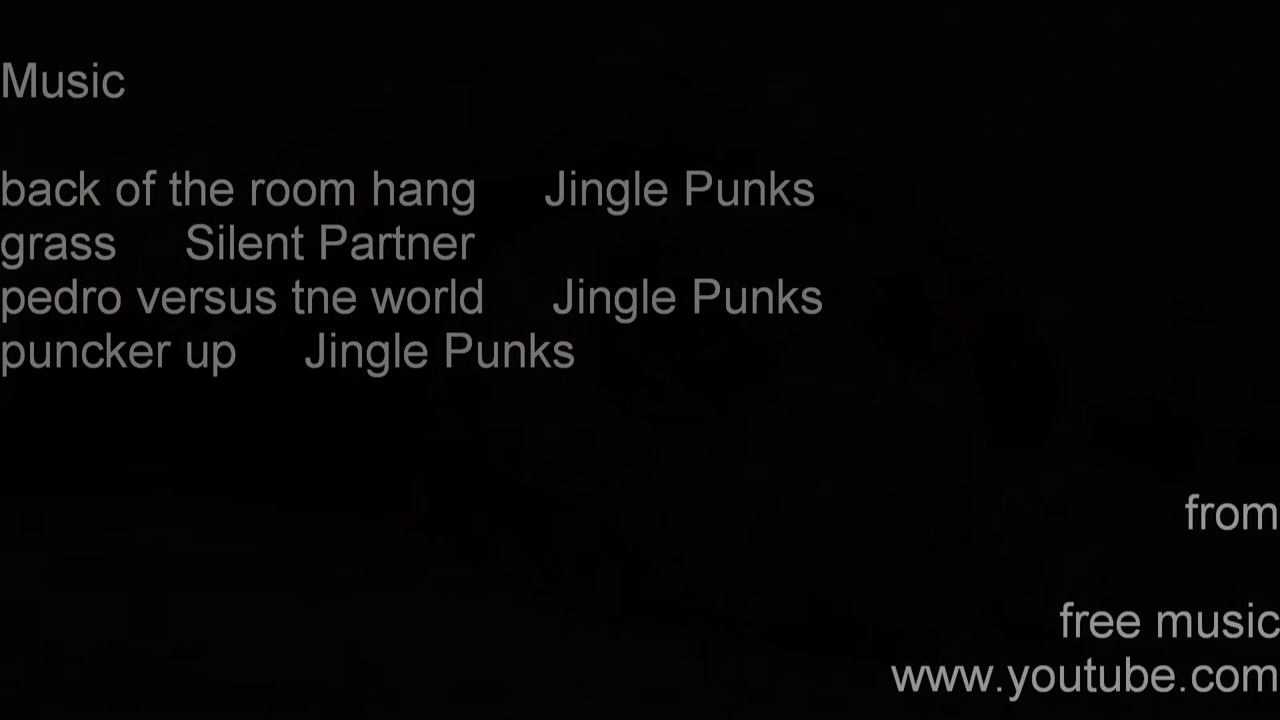 Music
back of the room hang Jingle Punks
grass Silent Partner
pedro versus tne world Jingle Punks
puncker up Jingle Punks
from
free music
www.youtube.com